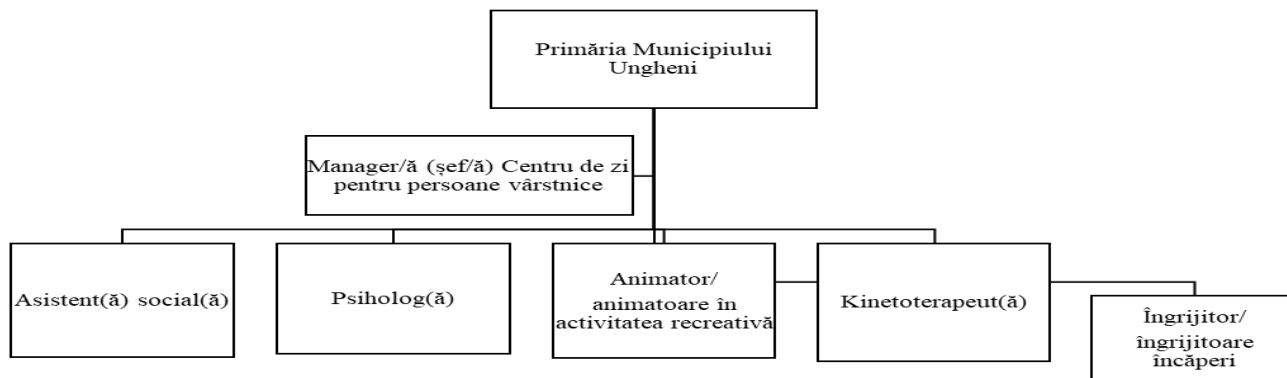 Primăria Municipiului
Ungheni
Manager/ă (șef/ă) Centru de zi
pentru persoane vârstnice
Asistent(ă) social(ă)
Psiholog(ă)
Animator/
animatoare în
activitatea recreativă
Kinetoterapeut(ă)
Îngrijitor/
îngrijitoare
încăperi